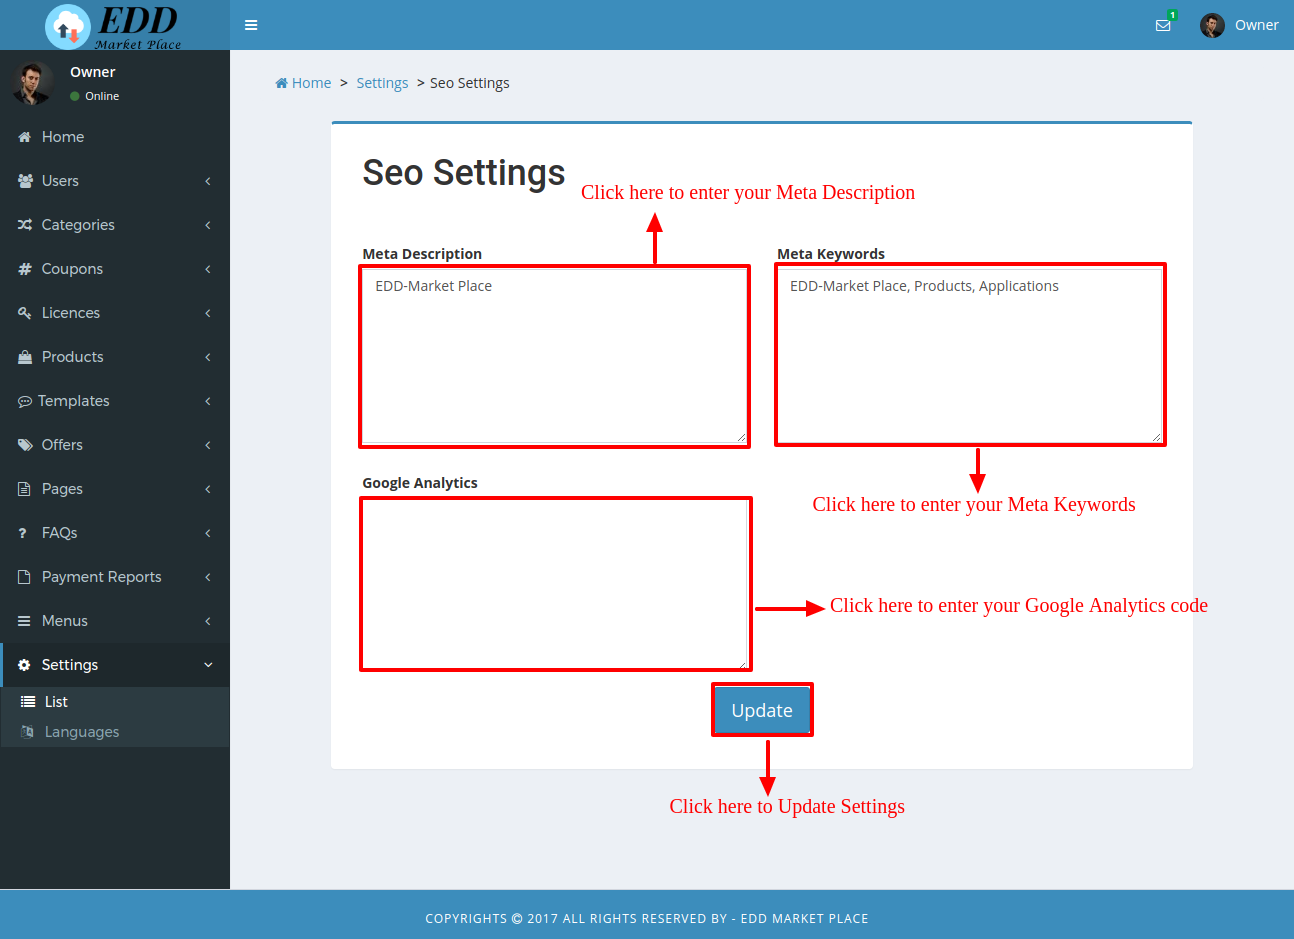 EDD
Market Place
1
Owner
Owner
Online
Home
Users
Categories
Coupons
Licences
Products
Templates
Offers
Pages
FAQs
Payment Reports
Menus
Settings
List
Languages
Home > Settings > Seo Settings
Seo Settings
Click here to enter your Meta Description
Meta Description
EDD-Market Place
Meta Keywords
EDD-Market Place, Products, Applications
Click here to enter your Meta Keywords
Google Analytics
Click here to enter your Google Analytics code
Update
Click here to Update Settings
COPYRIGHTS © 2017 ALL RIGHTS RESERVED BY - EDD MARKET PLACE